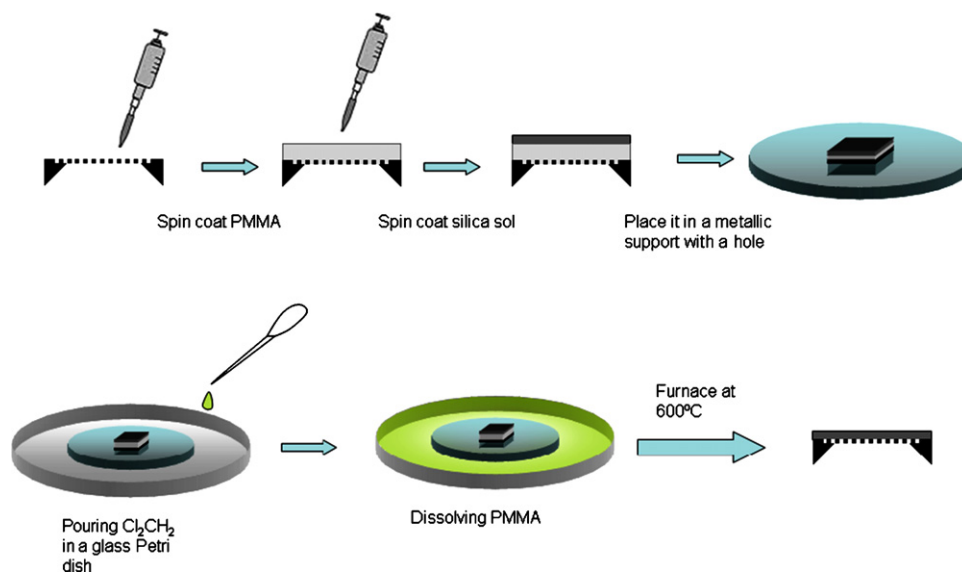 Spin coat PMMA
Spin coat silica sol
Place it in a metallic
support with a hole
Pouring Cl₂CH₂
in a glass Petri
dish
Dissolving PMMA
Furnace at
600ºC